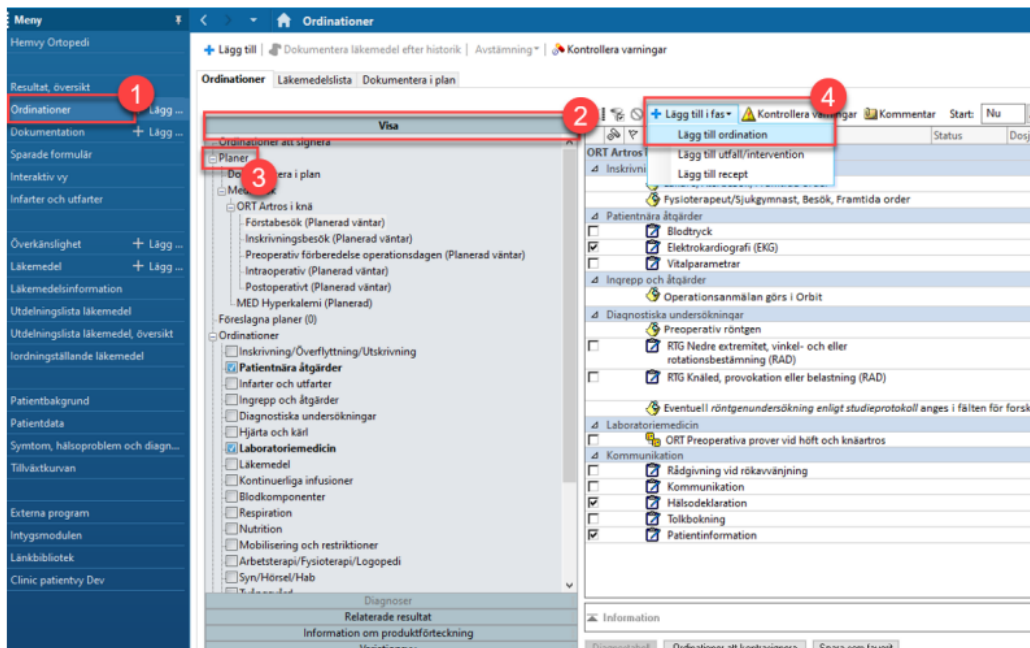 Meny
Ordinationer
Hemvy Ortopedi
Resultat, översikt
Ordinationer
Lägg ...
Dokumentation
+ Lägg ...
Sparade formulär
Interaktiv vy
Infarter och utfarter
Överkänslighet
+ Lägg ...
Läkemedel
+ Lägg ...
Läkemedelsinformation
Utdelningslista läkemedel
Utdelningslista läkemedel, översikt
Iordningställande läkemedel
Patientbakgrund
Patientdata
Symtom, hälsoproblem och diagn...
Tillväxtkurvan
Externa program
Intygsmodulen
Länkbibliotek
Clinic patientvy Dev
1
+ Lägg till
Dokumentera läkemedel efter historik
Avstämning
Kontrollera varningar
Ordinationer
Läkemedelslista
Dokumentera i plan
Visa
2
Ordinationer att signera
Planer
3
Dokumentera i plan
ORT Artros i knä
Förstabesök (Planerad väntar)
Inskrivningsbesök (Planerad väntar)
Preoperativ förberedelse operationsdagen (Planerad väntar)
Intraoperativ (Planerad väntar)
Postoperativt (Planerad väntar)
MED Hyperkalemi (Planerad)
Föreslagna planer (0)
Ordinationer
Inskrivning/Överflyttning/Utskrivning
Patientnära åtgärder
Infarter och utfarter
Ingrepp och åtgärder
Diagnostiska undersökningar
Hjärta och kärl
Laboratoriemedicin
Läkemedel
Kontinuerliga infusioner
Blodkomponenter
Respiration
Nutrition
Mobilisering och restriktioner
Arbetsterapi/Fysioterapi/Logopedi
Syn/Hörsel/Hab
Diagnoser
Relaterade resultat
Information om produktförteckning
4
+ Lägg till i fas
Kontrollera varningar
Kommentar
Start:
Nu
Lägg till ordination
Lägg till utfall/intervention
Lägg till recept
Status
Dos
ORT Artros i
Inskrivni
Fysioterapeut/Sjukgymnast, Besök, Framtida order
Patientnära åtgärder
Blodtryck
Elektrokardiografi (EKG)
Vitalparametrar
Ingrepp och åtgärder
Operationsanmälan görs i Orbit
Diagnostiska undersökningar
Preoperativ röntgen
RTG Nedre extremitet, vinkel- och eller
rotationsbestämning (RAD)
RTG Knäled, provokation eller belastning (RAD)
Eventuell röntgenundersökning enligt studieprotokoll anges i fälten för forsk
Laboratoriemedicin
ORT Preoperativa prover vid höft och knäartros
Kommunikation
Rådgivning vid rökavvänjning
Kommunikation
Hälsodeklaration
Tolkbokning
Patientinformation
Information
Ordinationer att kontrasignera
Spara som favorit